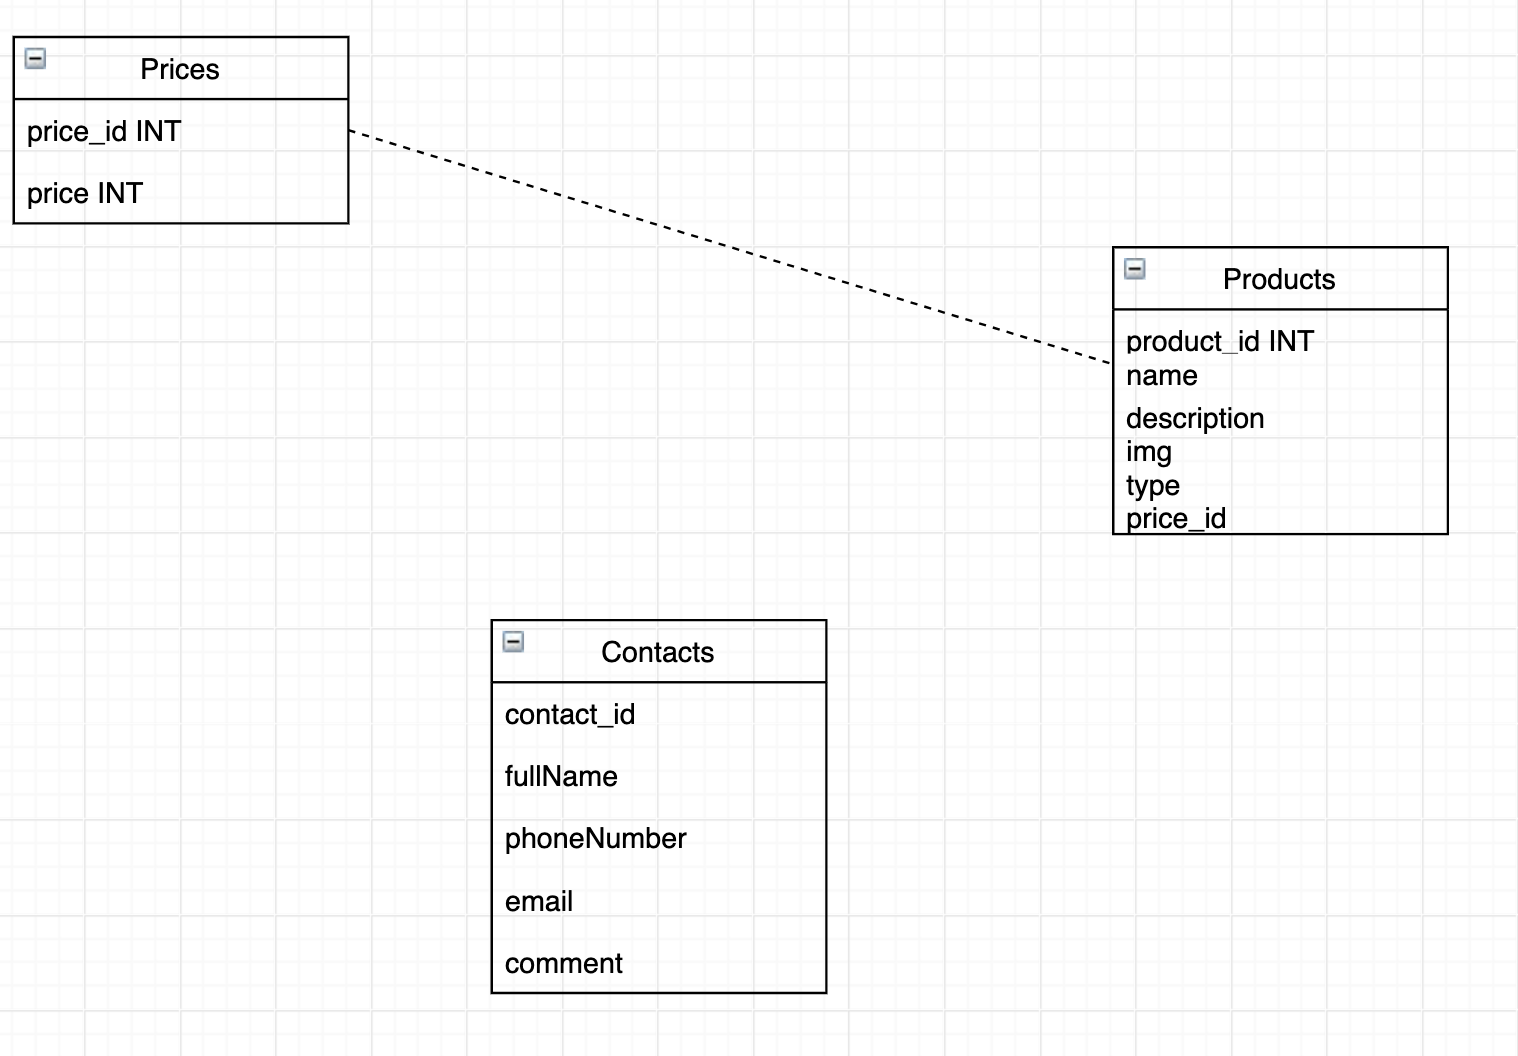 Prices
price_id INT
price INT
Products
product_id INT
name
description
img
type
price_id
Contacts
contact_id
fullName
phoneNumber
email
comment